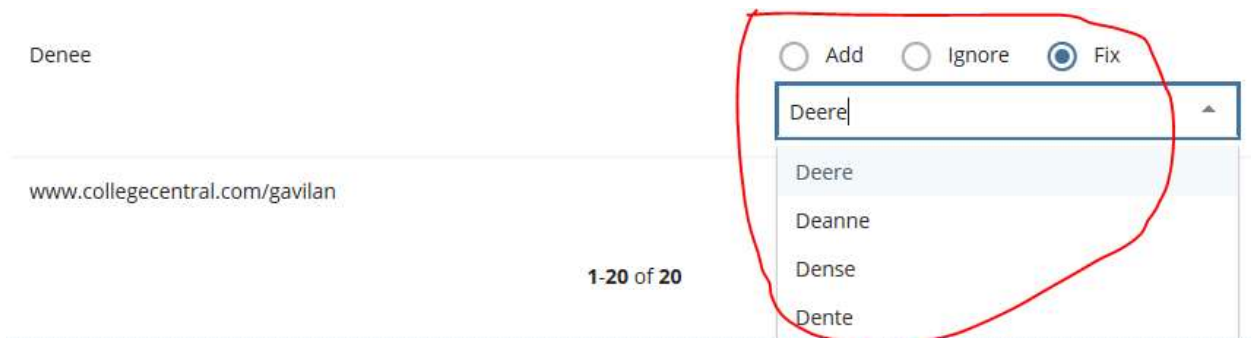 Denee
Add Ignore Fix
Deere
www.collegecentral.com/gavilan
Deere
Deanne
Dense
Dente
1-20 of 20